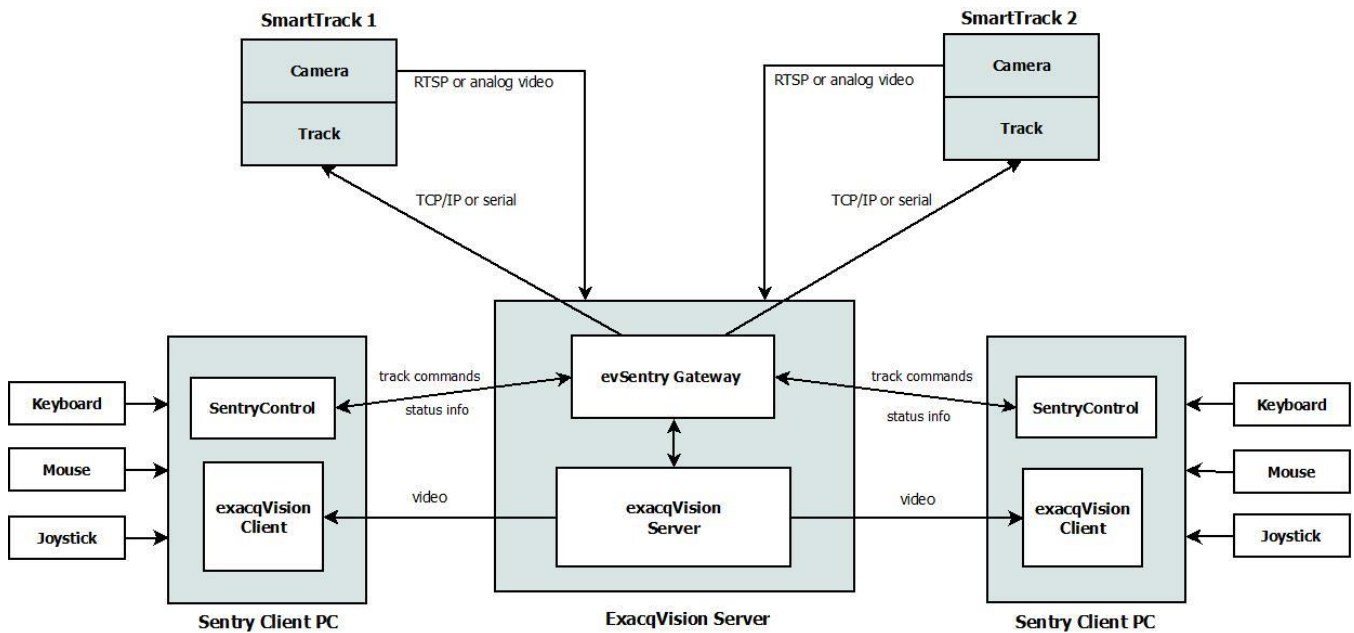 SmartTrack 1
SmartTrack 2
Camera
RTSP or analog video
Track
RTSP or analog video
Camera
Track
TCP/IP or serial
TCP/IP or serial
Keyboard
Mouse
Joystick
SentryControl
exacqVision
Client
Sentry Client PC
track commands
status info
video
evSentry Gateway
exacqVision
Server
ExacqVision Server
track commands
status info
video
SentryControl
exacqVision
Client
Sentry Client PC
Keyboard
Mouse
Joystick